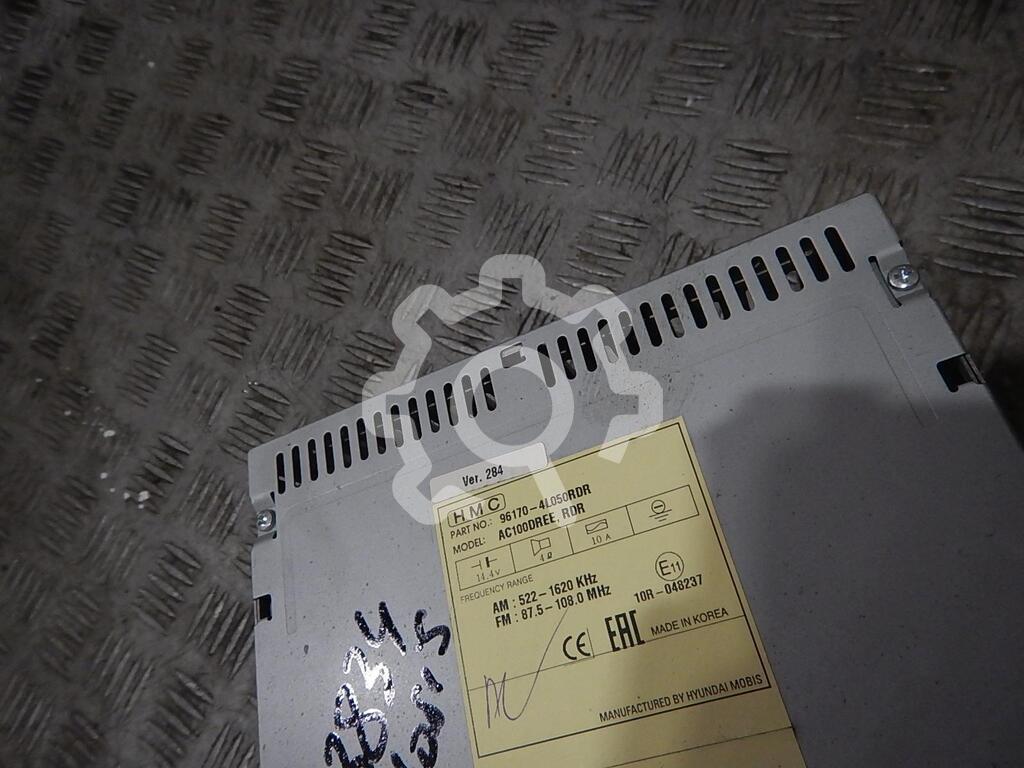 Ver. 284
HMC
PART NO.: 96170-4L050RDR
MODEL: AC100DREE, RDR
14.4v 4Ω 10A
FREQUENCY RANGE
AM : 522-1620 KHz
FM : 87.5-108.0 MHz
E11
10R-048237
CE EAC MADE IN KOREA
MANUFACTURED BY HYUNDAI MOBIS